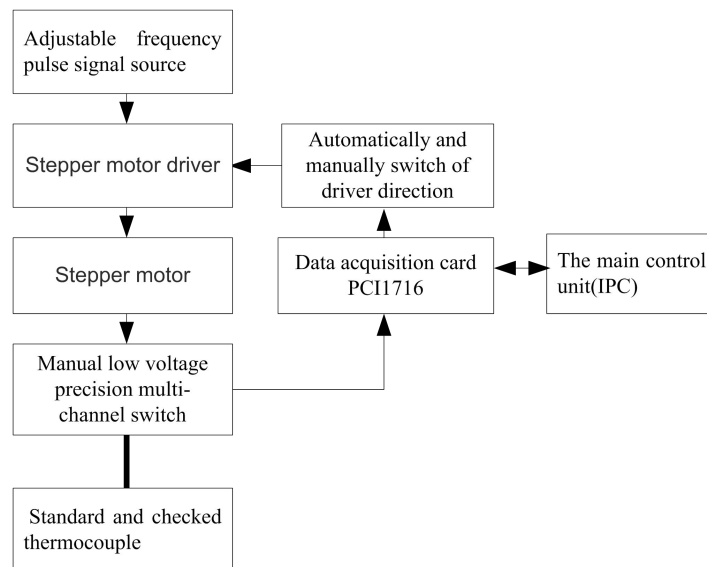 Adjustable frequency
pulse signal source
Automatically and
manually switch of
driver direction
Stepper motor driver
Stepper motor
Data acquisition card
PCI1716
The main control
unit(IPC)
Manual low voltage
precision multi-
channel switch
Standard and checked
thermocouple